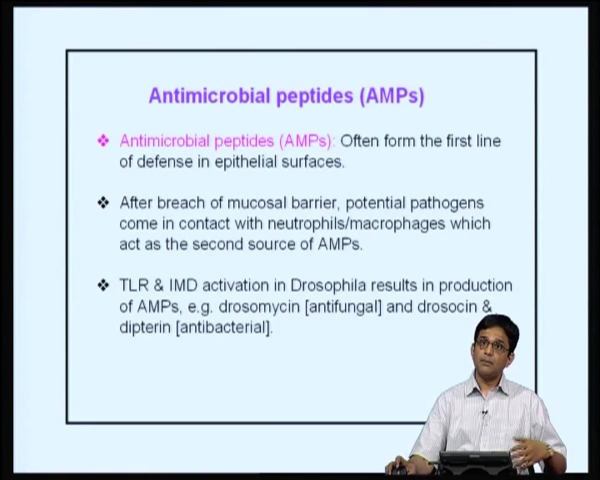 Antimicrobial peptides (AMPs)
❖ Antimicrobial peptides (AMPs): Often form the first line
of defense in epithelial surfaces.
❖ After breach of mucosal barrier, potential pathogens
come in contact with neutrophils/macrophages which
act as the second source of AMPs.
❖ TLR & IMD activation in Drosophila results in production
of AMPs, e.g. drosomycin [antifungal] and drosocin &
dipterin [antibacterial].